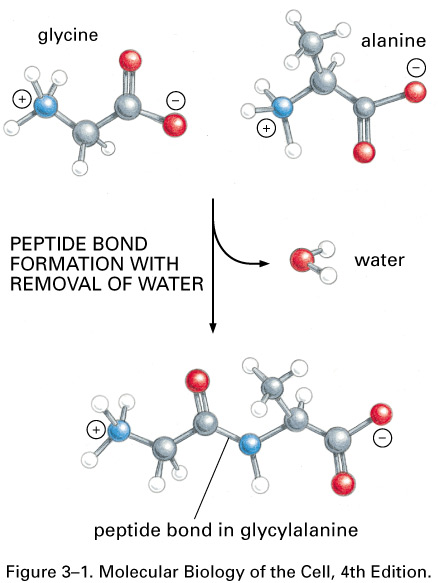 glycine
alanine
+
−
−
+
PEPTIDE BOND
FORMATION WITH
REMOVAL OF WATER
water
+
−
peptide bond in glycylalanine
Figure 3–1. Molecular Biology of the Cell, 4th Edition.